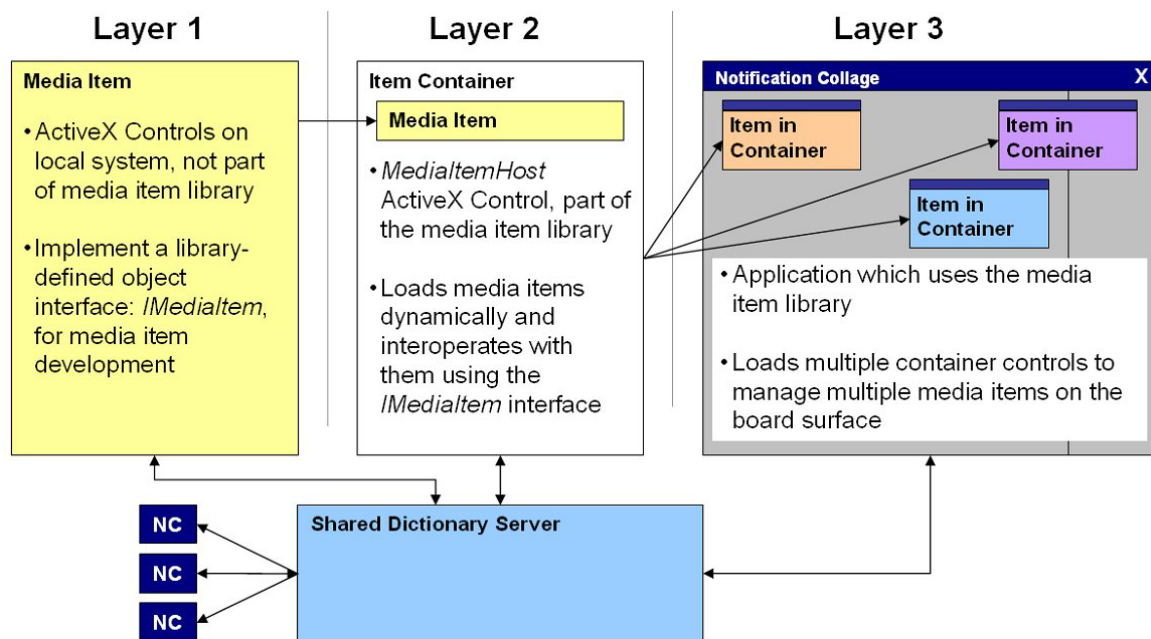 Layer 1
Layer 2
Layer 3
Media Item
• ActiveX Controls on
local system, not part
of media item library
• Implement a library-
defined object
interface: IMediaItem,
for media item
development
Item Container
Media Item
• MediaItemHost
ActiveX Control, part of
the media item library
• Loads media items
dynamically and
interoperates with
them using the
IMediaItem interface
Notification Collage X
Item in
Container
Item in
Container
Item in
Container
• Application which uses the media
item library
• Loads multiple container controls to
manage multiple media items on the
board surface
NC
NC
NC
Shared Dictionary Server